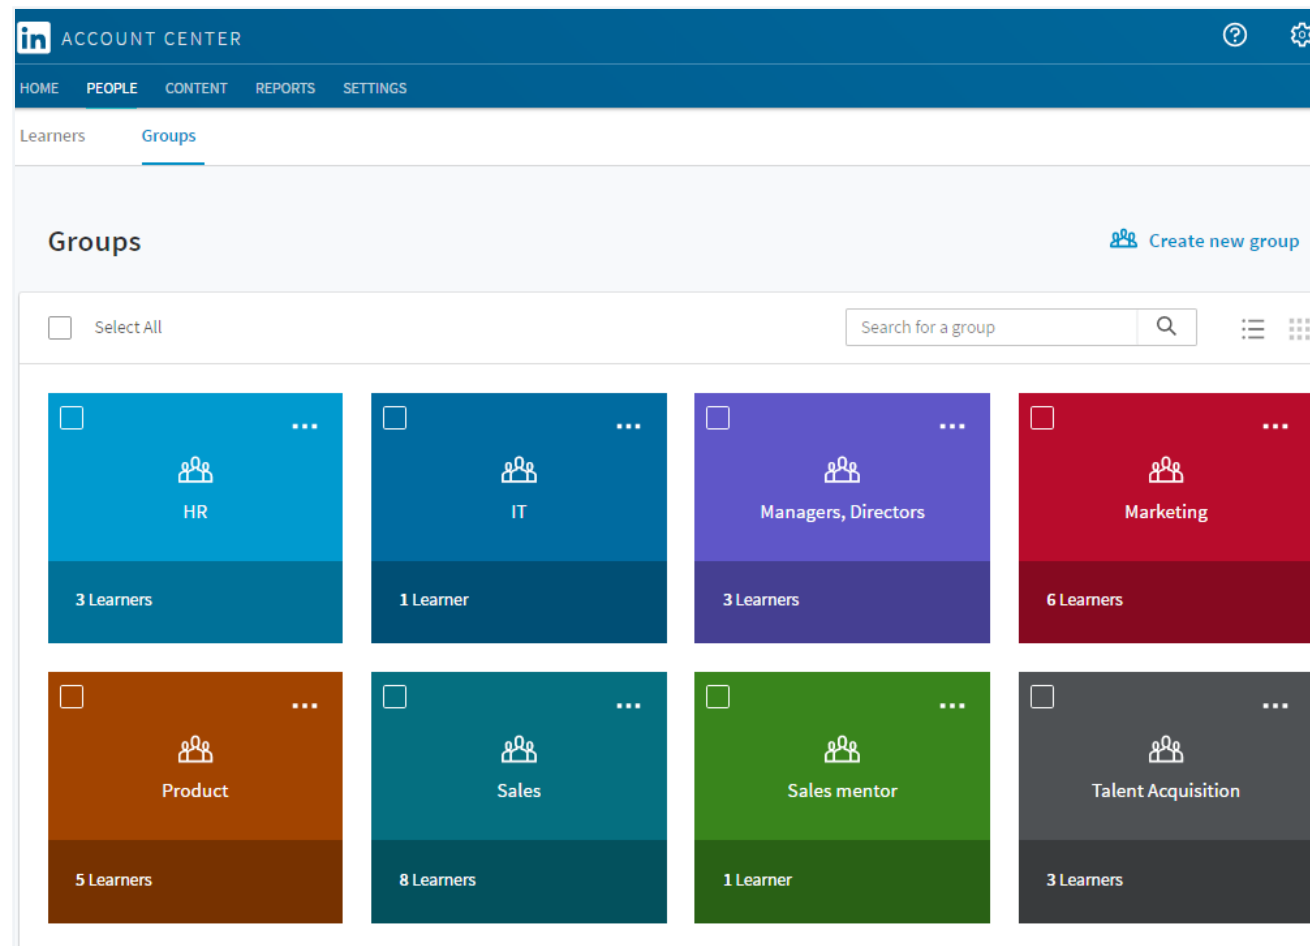 in ACCOUNT CENTER
HOME PEOPLE CONTENT REPORTS SETTINGS
Learners Groups
Groups Create new group
Select All Search for a group
HR IT Managers, Directors Marketing
3 Learners 1 Learner 3 Learners 6 Learners
Product Sales Sales mentor Talent Acquisition
5 Learners 8 Learners 1 Learner 3 Learners